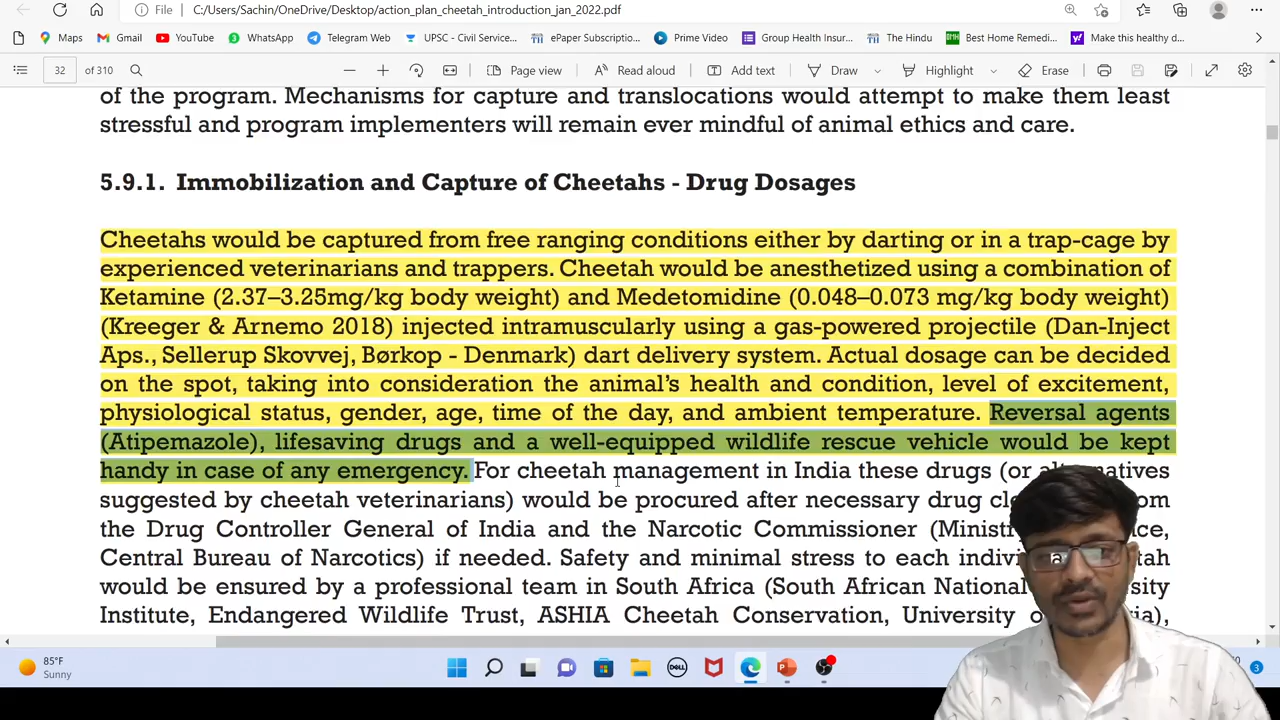 File
C:/Users/Sachin/OneDrive/Desktop/action_plan_cheetah_introduction_jan_2022.pdf
Maps Gmail YouTube WhatsApp Telegram Web UPSC - Civil Service... ePaper Subscriptio... Prime Video Group Health Insur... The Hindu Best Home Remedi... Make this healthy d...
32 of 310 Page view Read aloud Add text Draw Highlight Erase
of the program. Mechanisms for capture and translocations would attempt to make them least
stressful and program implementers will remain ever mindful of animal ethics and care.
5.9.1. Immobilization and Capture of Cheetahs - Drug Dosages
Cheetahs would be captured from free ranging conditions either by darting or in a trap-cage by
experienced veterinarians and trappers. Cheetah would be anesthetized using a combination of
Ketamine (2.37–3.25mg/kg body weight) and Medetomidine (0.048–0.073 mg/kg body weight)
(Kreeger & Arnemo 2018) injected intramuscularly using a gas-powered projectile (Dan-Inject
Aps., Sellerup Skovvej, Børkop - Denmark) dart delivery system. Actual dosage can be decided
on the spot, taking into consideration the animal's health and condition, level of excitement,
physiological status, gender, age, time of the day, and ambient temperature. Reversal agents
(Atipemazole), lifesaving drugs and a well-equipped wildlife rescue vehicle would be kept
handy in case of any emergency. For cheetah management in India these drugs (or
suggested by cheetah veterinarians) would be procured after necessary drug
the Drug Controller General of India and the Narcotic Commissioner
Central Bureau of Narcotics) if needed. Safety and minimal stress to each
would be ensured by a professional team in South Africa (South African National
Institute, Endangered Wildlife Trust, ASHIA Cheetah Conservation, University
85°F
Sunny
DELL
3